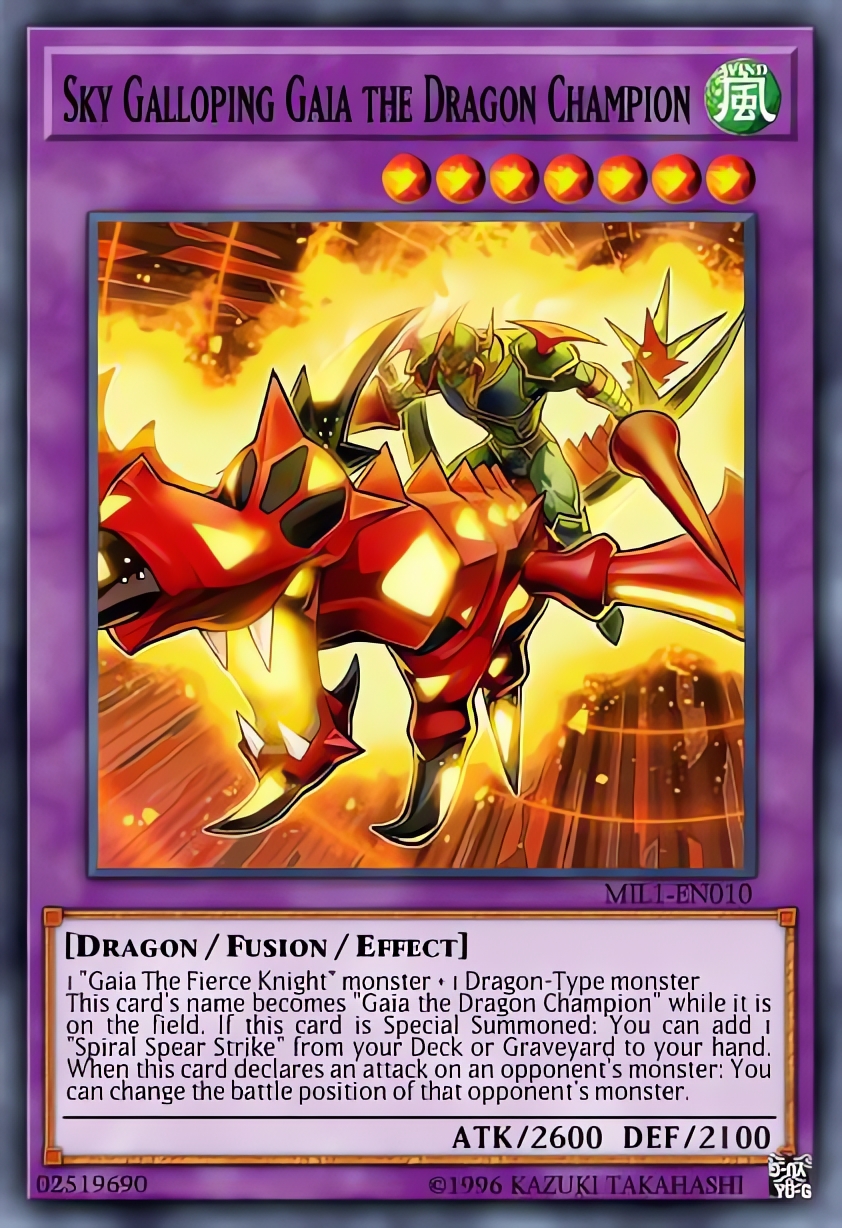 SKY GALLOPING GAIA THE DRAGON CHAMPION
WIND
風
MIL1-EN010
[DRAGON / FUSION / EFFECT]
1 "Gaia The Fierce Knight" monster + 1 Dragon-Type monster
This card's name becomes "Gaia the Dragon Champion" while it is
on the field. If this card is Special Summoned: You can add 1
"Spiral Spear Strike" from your Deck or Graveyard to your hand.
When this card declares an attack on an opponent's monster: You
can change the battle position of that opponent's monster.
ATK/2600 DEF/2100
02519690 ©1996 KAZUKI TAKAHASHI